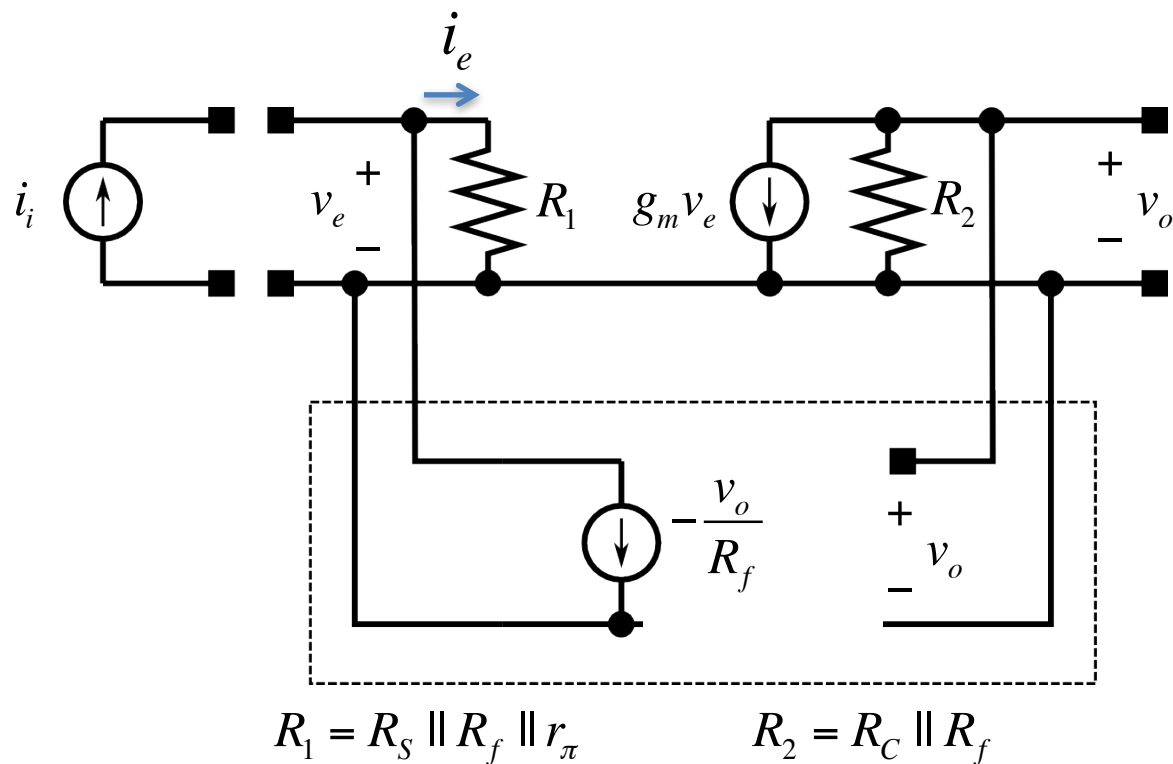 i_e
i_i
+
v_e
−
R_1
g_m v_e
R_2
+
v_o
−
− v_o / R_f
+
v_o
−
R_1 = R_S || R_f || r_π
R_2 = R_C || R_f